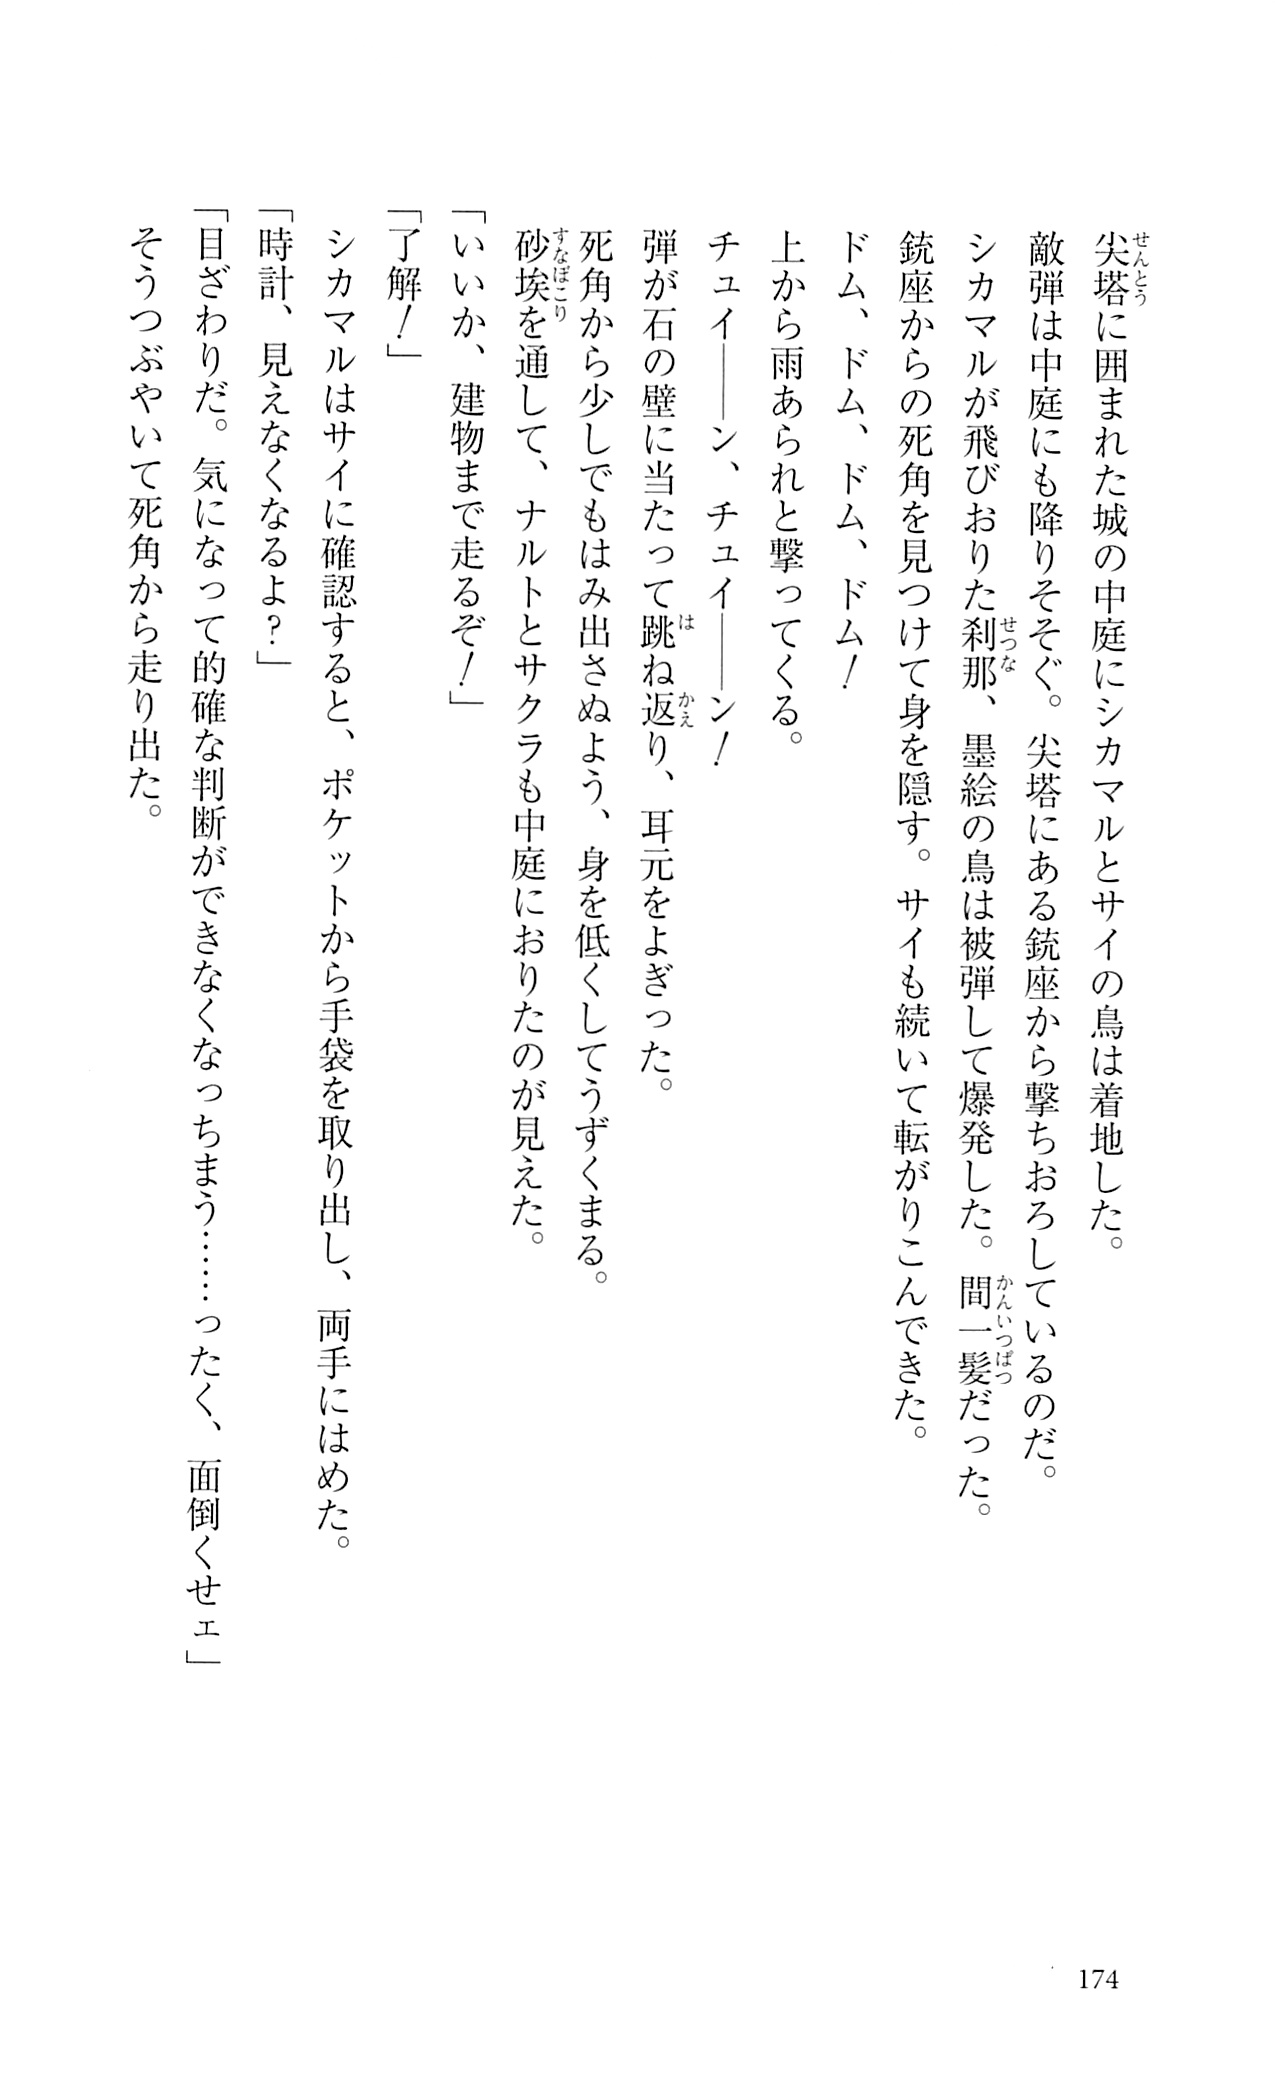 尖塔に囲まれた城の中庭にシカマルとサイの鳥は着地した。
敵弾は中庭にも降りそそぐ。尖塔にある銃座から撃ちおろしているのだ。
シカマルが飛びおりた刹那、墨絵の鳥は被弾して爆発した。間一髪だった。
銃座からの死角を見つけて身を隠す。サイも続いて転がりこんできた。
ドム、ドム、ドム、ドム！
上から雨あられと撃ってくる。
チュイ――ン、チュイ――ン！
弾が石の壁に当たって跳ね返り、耳元をよぎった。
死角から少しでもはみ出さぬよう、身を低くしてうずくまる。
砂埃を通して、ナルトとサクラも中庭におりたのが見えた。
「いいか、建物まで走るぞ！」
「了解！」
シカマルはサイに確認すると、ポケットから手袋を取り出し、両手にはめた。
「時計、見えなくなるよ？」
「目ざわりだ。気になって的確な判断ができなくなっちまう……ったく、面倒くせェ」
そうつぶやいて死角から走り出た。
174